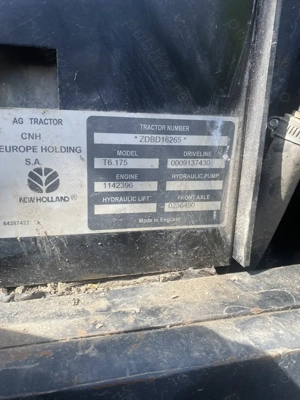 AG TRACTOR
CNH
EUROPE HOLDING
S.A.
NEW HOLLAND
TRACTOR NUMBER
* ZDBD16265 *
MODEL DRIVELINE
T6.175 0009137430
ENGINE HYDRAULIC PUMP
1142396
HYDRAULIC LIFT FRONT AXLE
Made in England